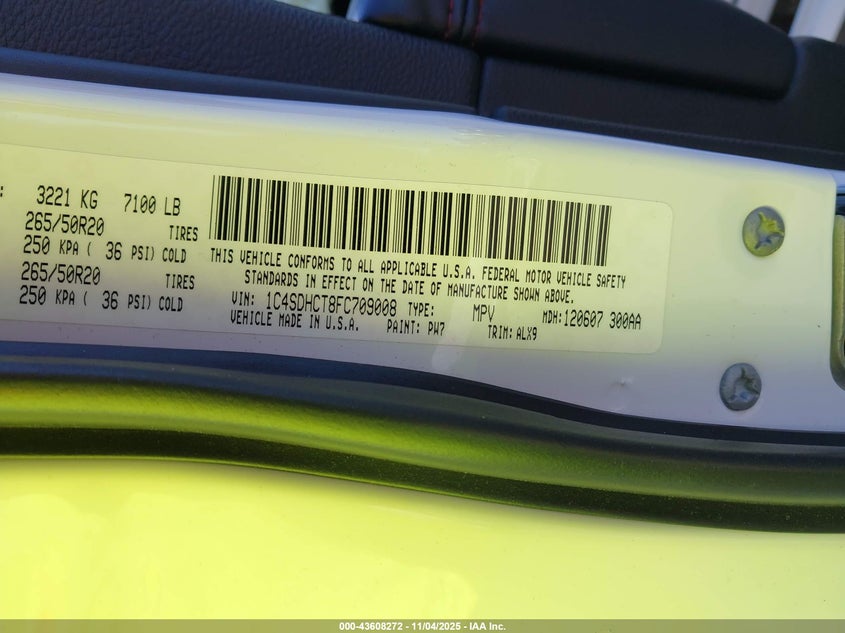 : 3221 KG 7100 LB
265/50R20 TIRES
250 KPA ( 36 PSI) COLD
265/50R20 TIRES
250 KPA ( 36 PSI) COLD
THIS VEHICLE CONFORMS TO ALL APPLICABLE U.S.A. FEDERAL MOTOR VEHICLE SAFETY
STANDARDS IN EFFECT ON THE DATE OF MANUFACTURE SHOWN ABOVE.
VIN: 1C4SDHCT8FC709008 TYPE: MPV MDH:120607 300AA
VEHICLE MADE IN U.S.A. PAINT: PW7 TRIM: ALX9
000-43608272 - 11/04/2025 - IAA Inc.